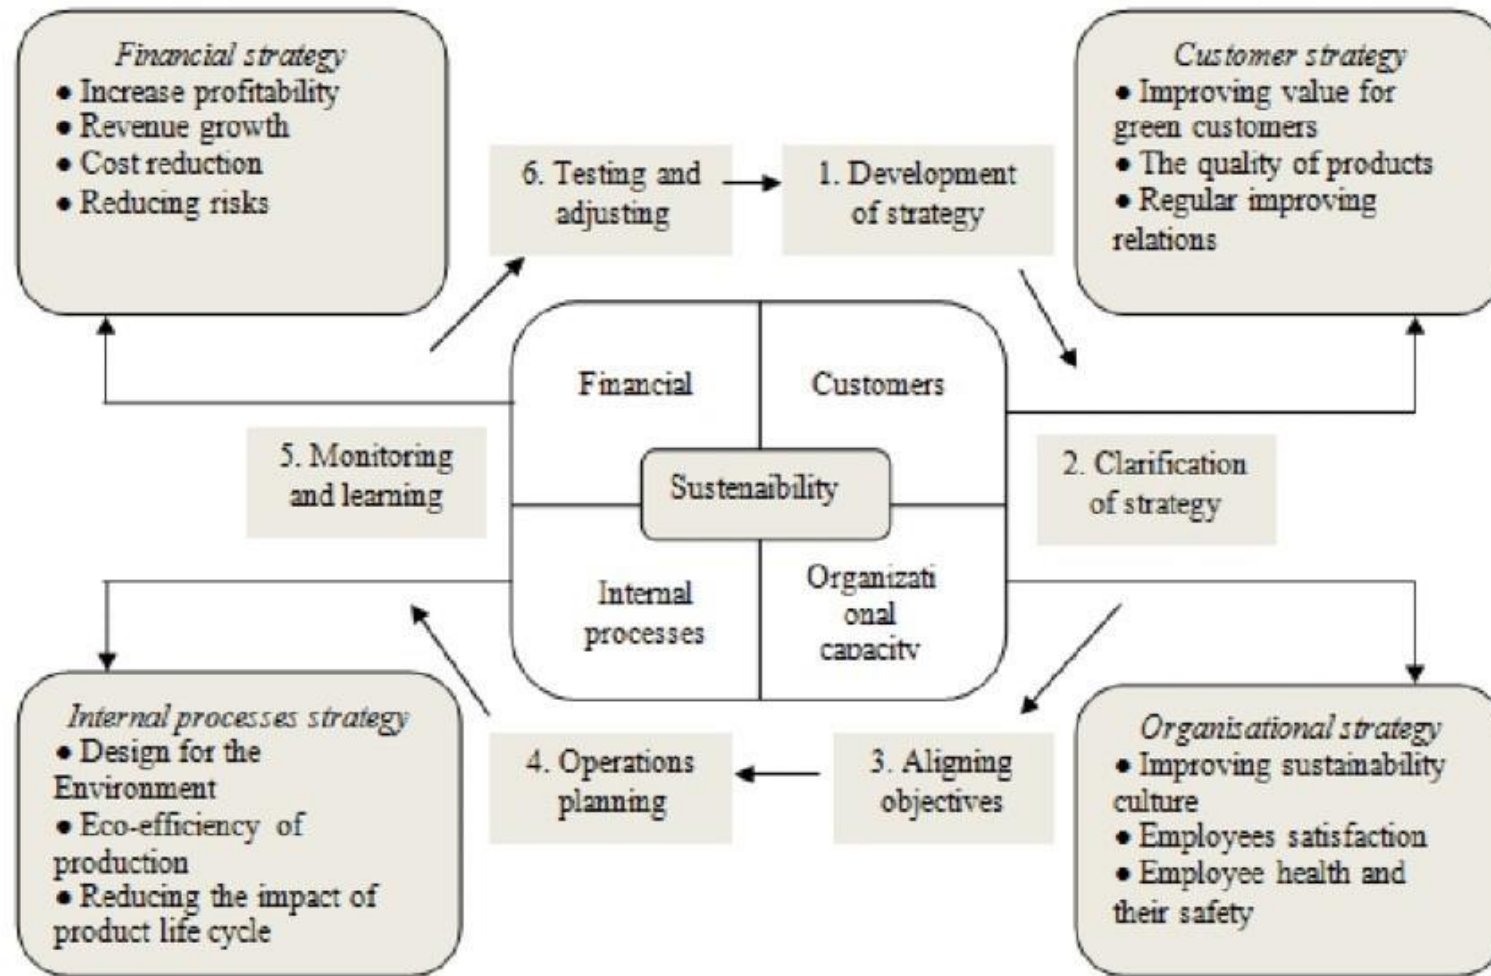 Financial strategy
● Increase profitability
● Revenue growth
● Cost reduction
● Reducing risks
Customer strategy
● Improving value for
green customers
● The quality of products
● Regular improving
relations
6. Testing and
adjusting
1. Development
of strategy
Financial
Customers
5. Monitoring
and learning
Sustenaibility
2. Clarification
of strategy
Internal
processes
Organizati
onal
capacity
Internal processes strategy
● Design for the
Environment
● Eco-efficiency of
production
● Reducing the impact of
product life cycle
4. Operations
planning
3. Aligning
objectives
Organisational strategy
● Improving sustainability
culture
● Employees satisfaction
● Employee health and
their safety